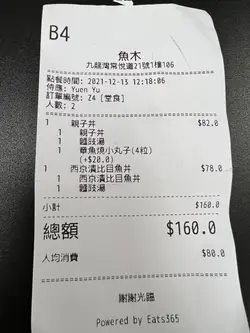 B4
魚木
九龍灣常悅道21號1樓106
點餐時間: 2021-12-13 12:18:06
侍應: Yuen Yu
訂單編號: Z4 [堂食]
人數: 2
1 親子丼 $82.0
1 親子丼
1 麵豉湯
1 章魚燒小丸子(4粒)
(+$20.0)
1 西京漬比目魚丼 $78.0
1 西京漬比目魚丼
1 麵豉湯
小計 $160.0
總額 $160.0
人均消費 $80.0
謝謝光臨
Powered by Eats365